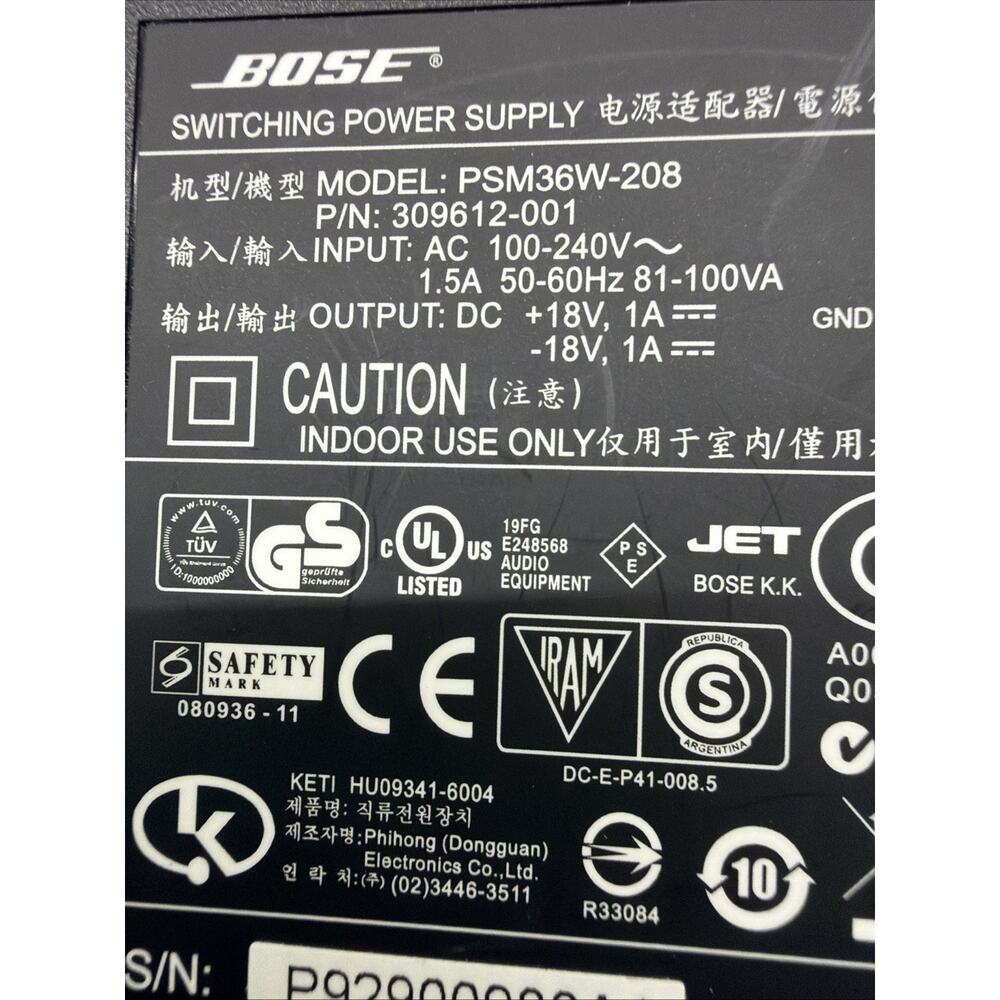 BOSE®
SWITCHING POWER SUPPLY 电源适配器/ 電源
机型/機型 MODEL: PSM36W-208
P/N: 309612-001
输入/輸入 INPUT: AC 100-240V～
1.5A 50-60Hz 81-100VA
输出/輸出 OUTPUT: DC +18V, 1A
GND
-18V, 1A
CAUTION (注意)
INDOOR USE ONLY 仅用于室内/僅用
www.tuv.com
TÜV
ID:1000000000
GS
geprüfte
Sicherheit
C UL US
LISTED
19FG
E248568
AUDIO
EQUIPMENT
PS
E
JET
BOSE K.K.
SAFETY
MARK
080936 - 11
CE
IRAM
REPUBLICA
S
ARGENTINA
DC-E-P41-008.5
KETI HU09341-6004
제품명: 직류전원장치
제조자명:Phihong (Dongguan)
Electronics Co.,Ltd.
연 락 처:(주) (02)3446-3511
R33084
10
S/N: